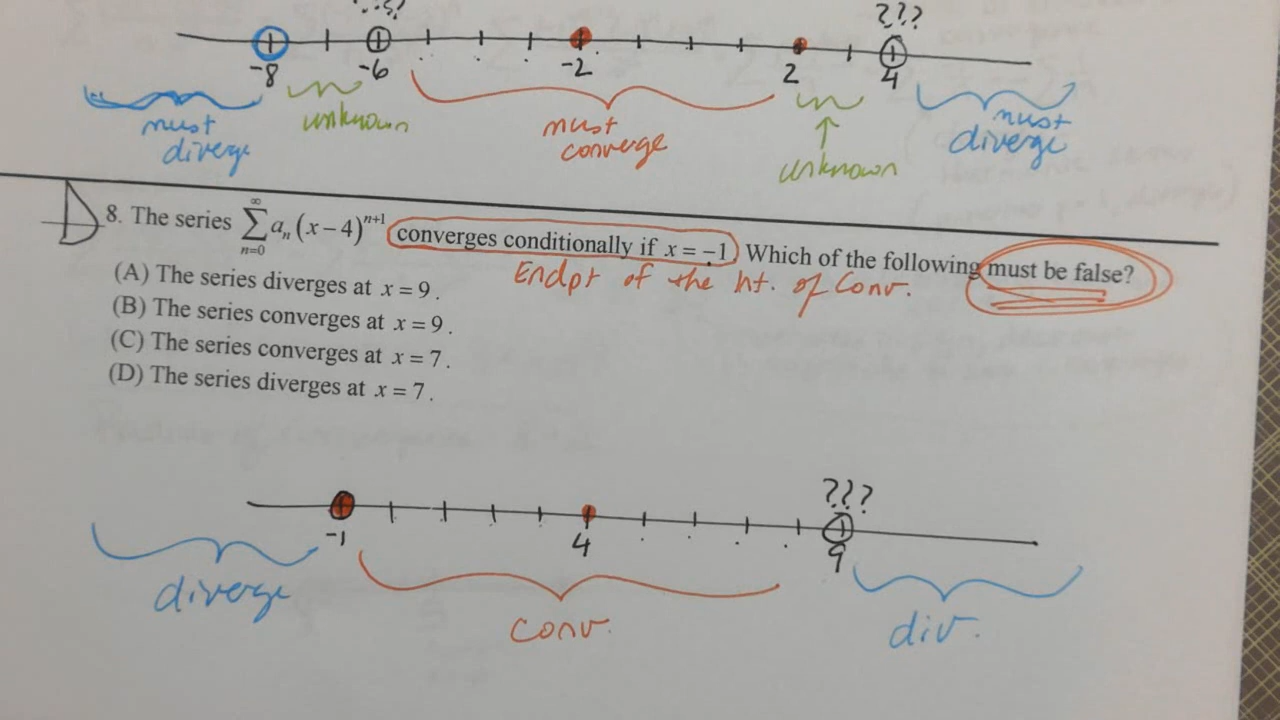 ???
-8 -6 -2 2 4
must diverge
unknown
must converge
unknown
must diverge
D
8. The series \sum_{n=0}^{\infty} a_n (x-4)^{n+1} converges conditionally if x = -1. Which of the following must be false?
Endpt of the Int. of Conv.
(A) The series diverges at x = 9.
(B) The series converges at x = 9.
(C) The series converges at x = 7.
(D) The series diverges at x = 7.
???
-1 4 9
diverge
conv.
div.